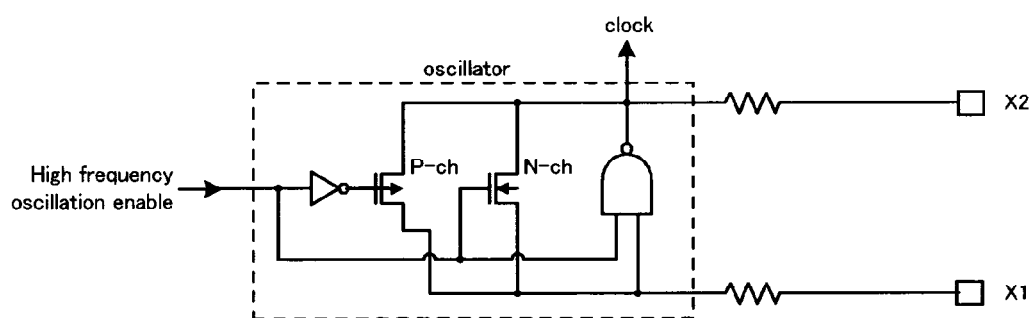 clock
oscillator
X2
P-ch
N-ch
High frequency
oscillation enable
X1